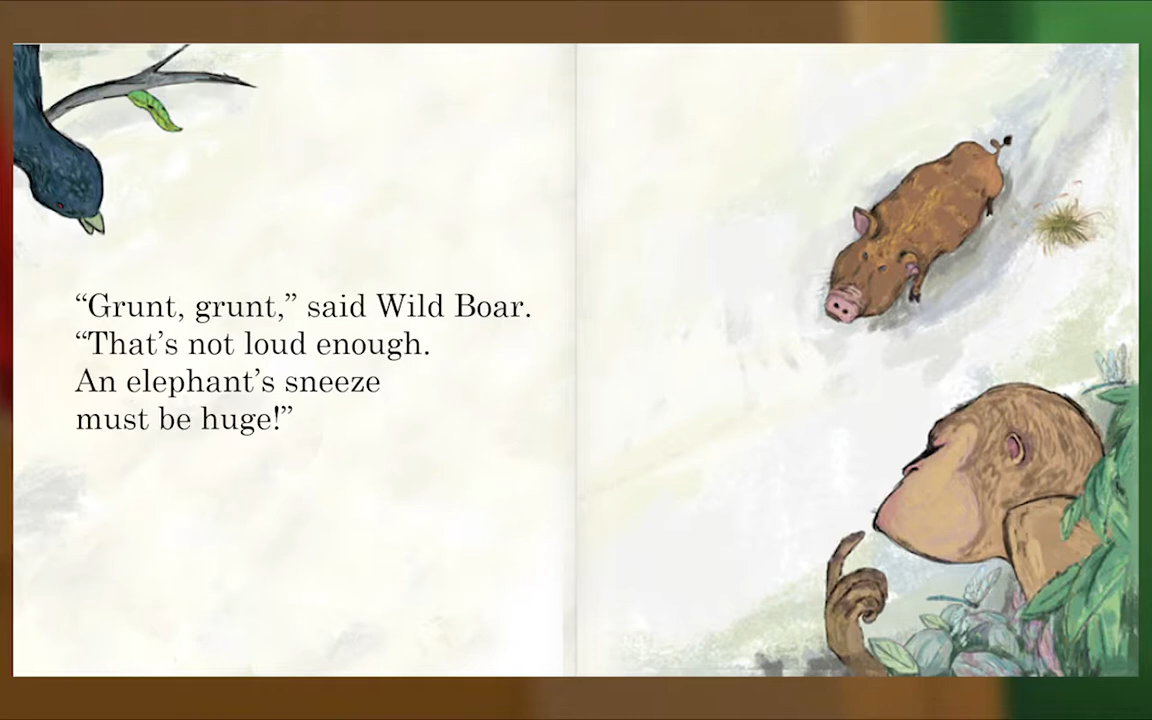 “Grunt, grunt,” said Wild Boar.
“That’s not loud enough.
An elephant’s sneeze
must be huge!”